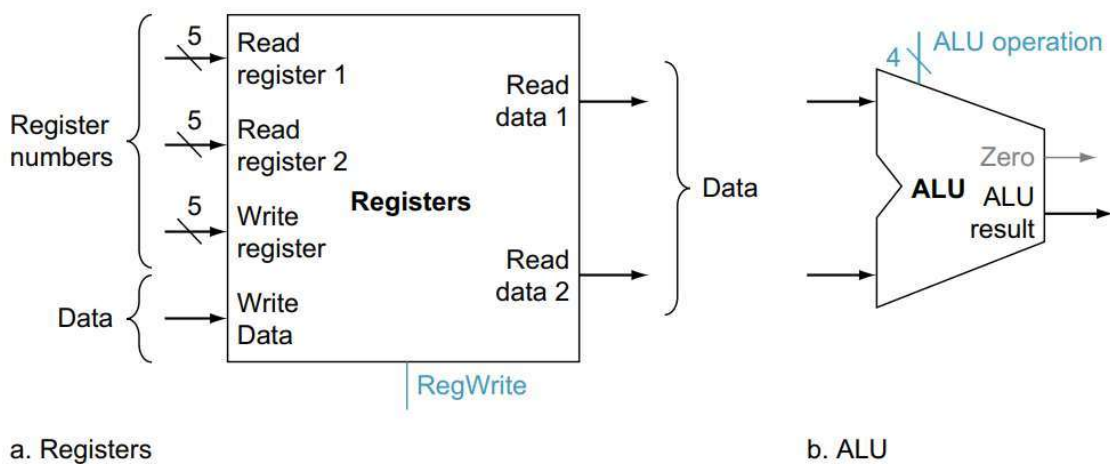 Register
numbers
Data
5
Read
register 1
5
Read
register 2
5
Write
register
Write
Data
Registers
Read
data 1
Read
data 2
RegWrite
Data
4
ALU operation
Zero
ALU
ALU
result
a. Registers
b. ALU